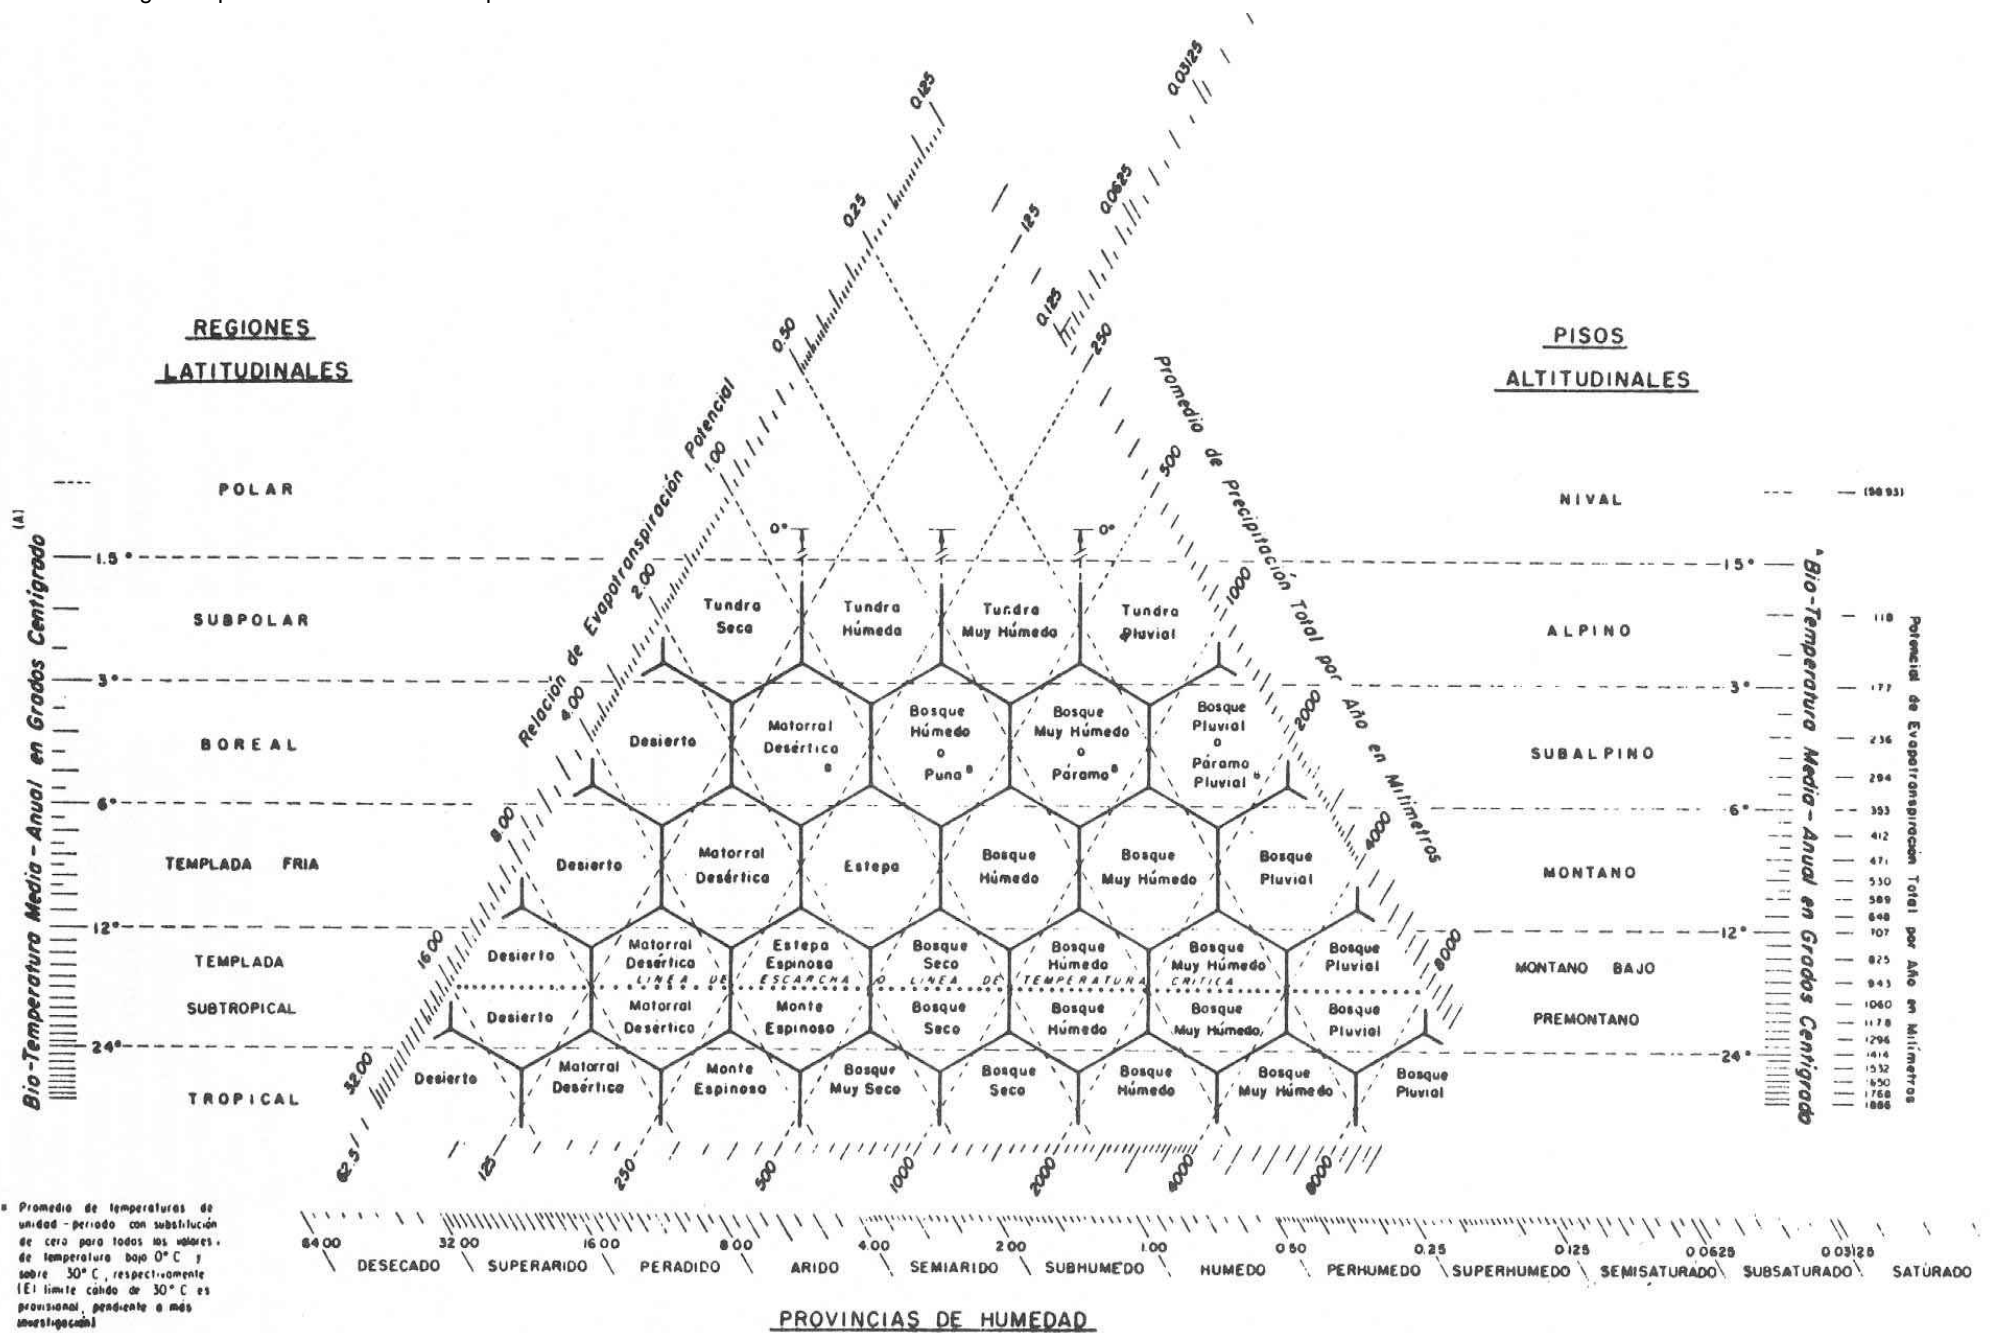 REGIONES
LATITUDINALES
PISOS
ALTITUDINALES
0.125
0.25
0.50
1.00
2.00
4.00
8.00
16.00
32.00
62.5
Relación de Evapotranspiración Potencial
0.03125
0.0625
0.125
125
250
500
1000
2000
4000
8000
Promedio de Precipitación Total por Año en Milímetros
(A)
Bio-Temperatura Media-Anual en Grados Centigrado
POLAR
0°
0°
NIVAL
(58 93)
1.5°
15°
SUBPOLAR
Tundra
Seca
Tundra
Húmeda
Tundra
Muy Húmeda
Tundra
Pluvial
ALPINO
118
3°
3°
177
BOREAL
Desierto
Matorral
Desértico B
Bosque
Húmedo
o
Puna B
Bosque
Muy Húmedo
o
Páramo B
Bosque
Pluvial
o
Páramo
Pluvial
SUBALPINO
236
294
6°
6°
353
412
TEMPLADA FRIA
Desierto
Matorral
Desértico
Estepa
Bosque
Húmedo
Bosque
Muy Húmedo
Bosque
Pluvial
MONTANO
471
530
589
648
12°
12°
707
TEMPLADA
Desierto
Matorral
Desértico
Estepa
Espinosa
Bosque
Seco
Bosque
Húmedo
Bosque
Muy Húmedo
Bosque
Pluvial
MONTANO BAJO
825
943
LINEA DE ESCARCHA O LINEA DE TEMPERATURA CRITICA
SUBTROPICAL
Desierto
Matorral
Desértico
Monte
Espinoso
Bosque
Seco
Bosque
Húmedo
Bosque
Muy Húmedo
Bosque
Pluvial
PREMONTANO
1060
1178
1296
24°
24°
1414
TROPICAL
Desierto
Matorral
Desértico
Monte
Espinoso
Bosque
Muy Seco
Bosque
Seco
Bosque
Húmedo
Bosque
Muy Húmedo
Bosque
Pluvial
1532
1650
1768
1886
A Bio-Temperatura Media-Anual en Grados Centigrado
Potencial de Evapotranspiracion Total por Año en Milímetros
125
250
500
1000
2000
4000
8000
64 00
32 00
16 00
8 00
4 00
2 00
1 00
0 50
0.25
0.125
0 0625
0 03125
DESECADO
SUPERARIDO
PERADIDO
ARIDO
SEMIARIDO
SUBHUMEDO
HUMEDO
PERHUMEDO
SUPERHUMEDO
SEMISATURADO
SUBSATURADO
SATURADO
PROVINCIAS DE HUMEDAD
Promedio de temperaturas de
unidad-periodo con substitución
de cero para todos los valores
de temperatura bajo 0° C y
sobre 30° C, respectivamente
(El límite cálido de 30° C es
provisional, pendiente a más
investigación)